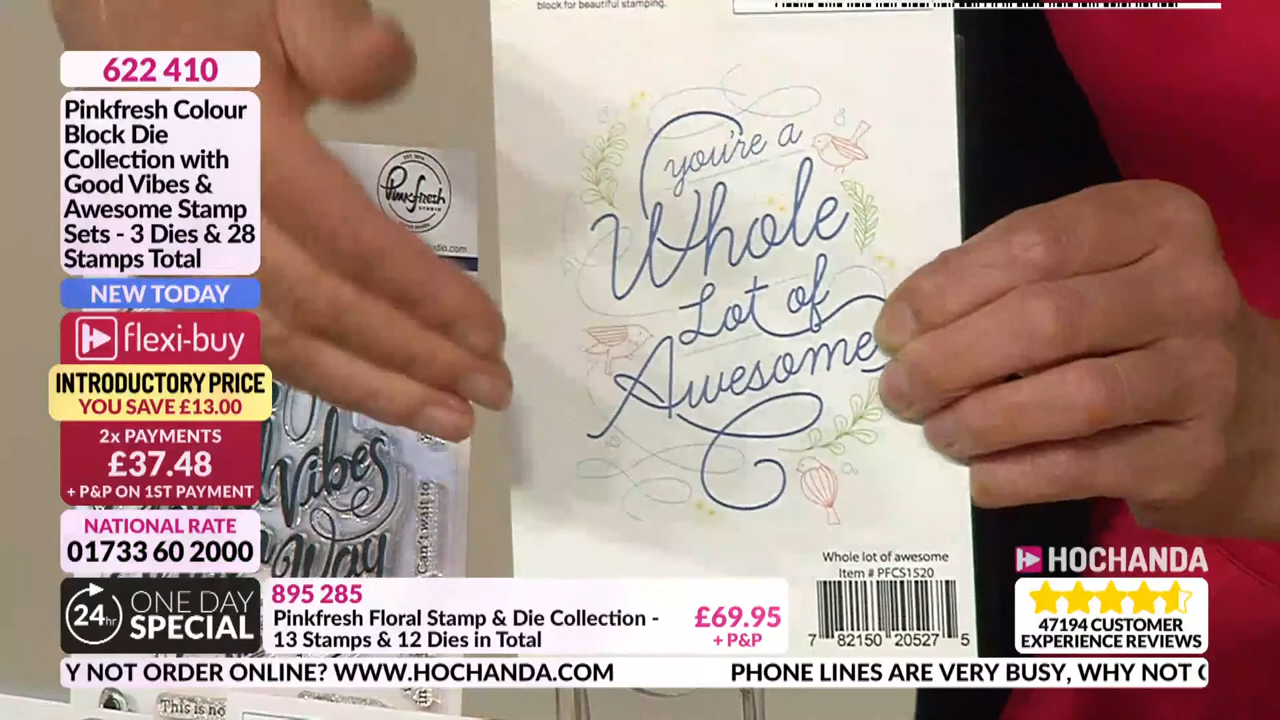 block for beautiful stamping.
622 410
Pinkfresh Colour
Block Die
Collection with
Good Vibes &
Awesome Stamp
Sets - 3 Dies & 28
Stamps Total
NEW TODAY
flexi-buy
INTRODUCTORY PRICE
YOU SAVE £13.00
2x PAYMENTS
£37.48
+ P&P ON 1ST PAYMENT
NATIONAL RATE
01733 60 2000
Pinkfresh
STUDIO
you're a
Whole
Lot of
Awesome
Vibes
Way
Can't wait to
Whole lot of awesome
Item # PFCS1520
7 82150 20527 5
HOCHANDA
47194 CUSTOMER
EXPERIENCE REVIEWS
24hr ONE DAY
SPECIAL
895 285
Pinkfresh Floral Stamp & Die Collection -
13 Stamps & 12 Dies in Total
£69.95
+ P&P
Y NOT ORDER ONLINE? WWW.HOCHANDA.COM PHONE LINES ARE VERY BUSY, WHY NOT
This is no